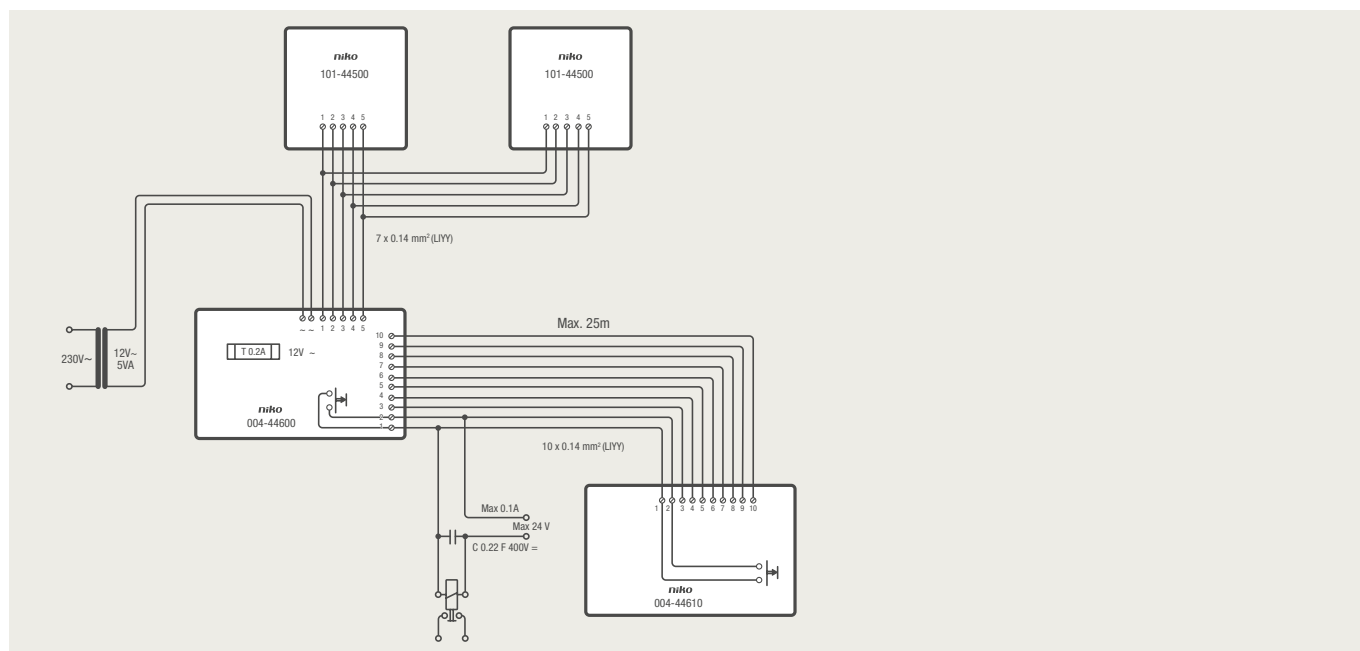 niko
101-44500
1 2 3 4 5
niko
101-44500
1 2 3 4 5
7 x 0.14 mm² (LIYY)
230V~
12V~
5VA
~ ~ 1 2 3 4 5
T 0.2A
12V ~
niko
004-44600
10
9
8
7
6
5
4
3
2
1
Max. 25m
10 x 0.14 mm² (LIYY)
Max 0.1A
Max 24 V
C 0.22 F 400V =
1 2 3 4 5 6 7 8 9 10
niko
004-44610